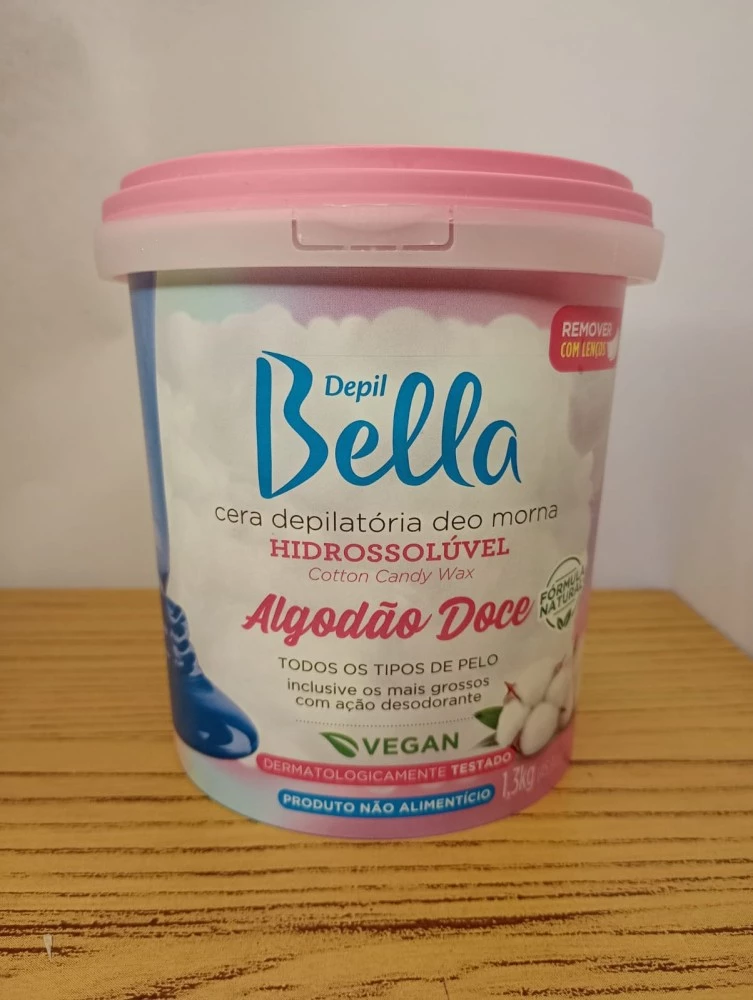 REMOVER
COM LENÇOS
Depil
Bella
cera depilatória deo morna
HIDROSSOLÚVEL
Cotton Candy Wax
Algodão Doce
FÓRMULA
NATURAL
TODOS OS TIPOS DE PELO
inclusive os mais grossos
com ação desodorante
VEGAN
DERMATOLOGICAMENTE TESTADO
1,3kg
PRODUTO NÃO ALIMENTÍCIO